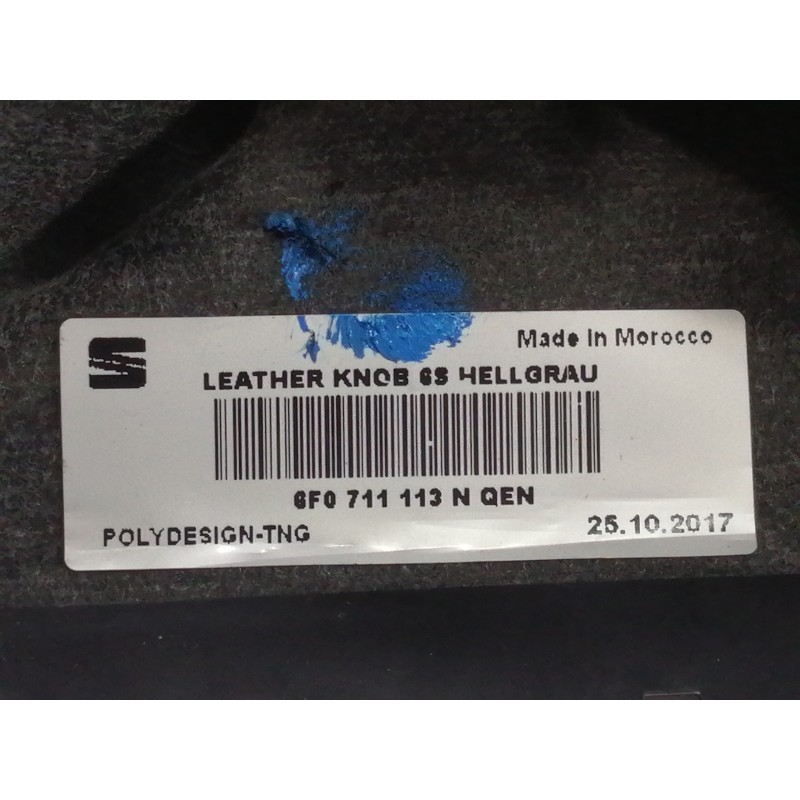 Made in Morocco
LEATHER KNOB 6S HELLGRAU
6F0 711 113 N QEN
POLYDESIGN-TNG
25.10.2017